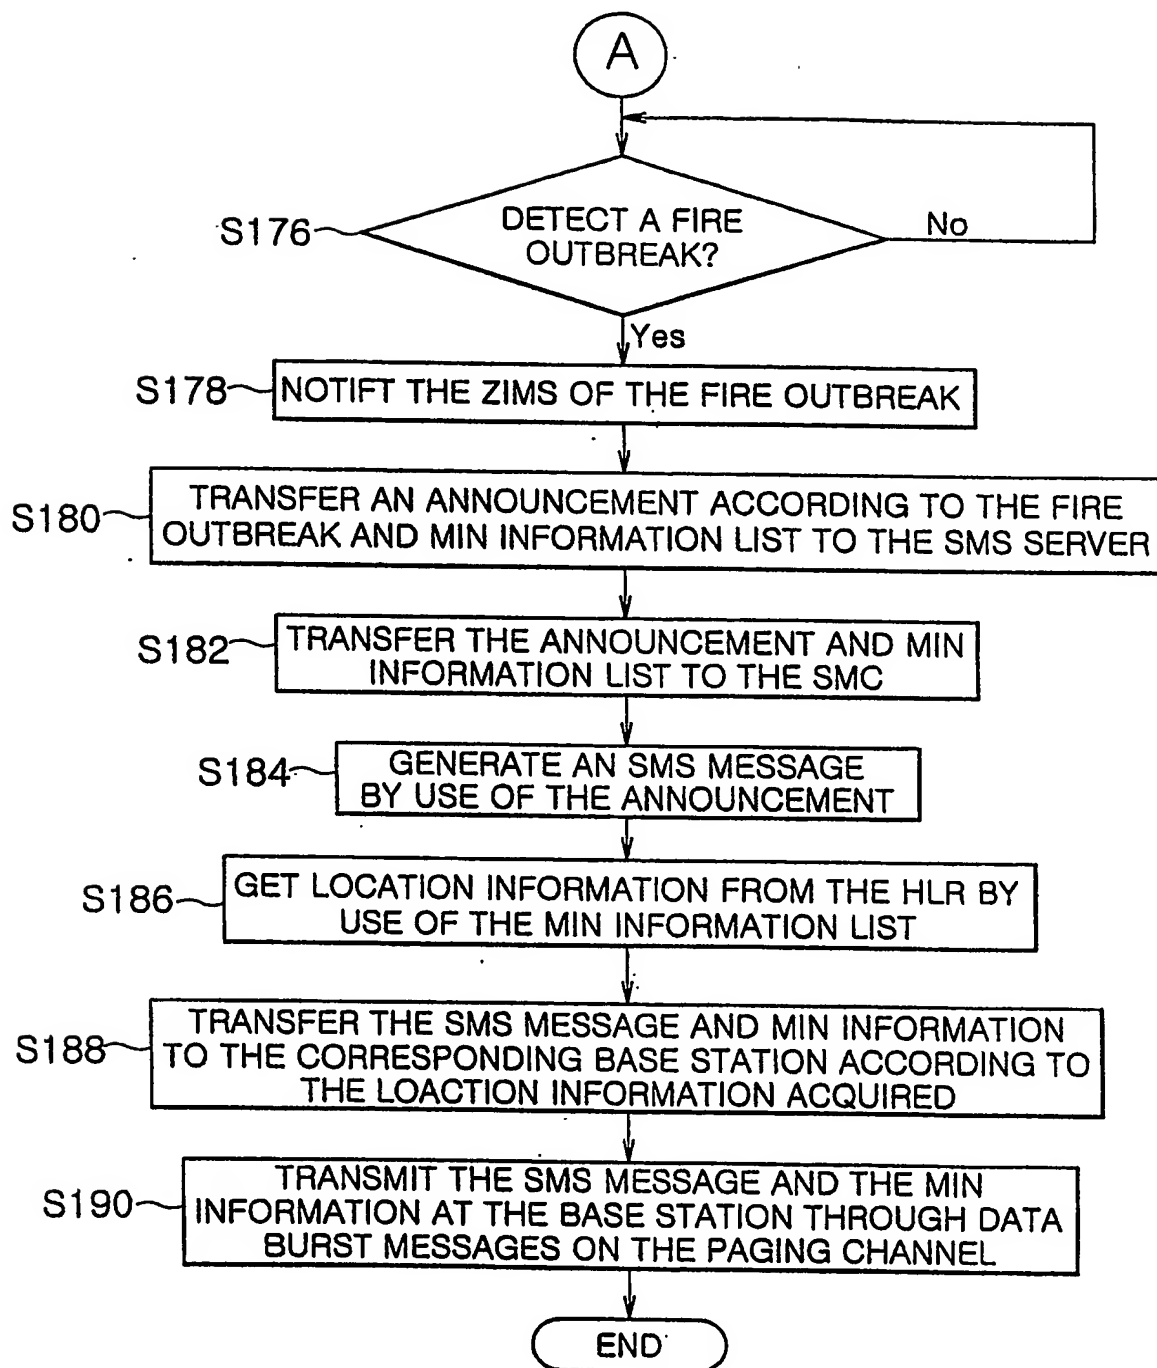 A
S176
DETECT A FIRE
OUTBREAK?
No
Yes
S178
NOTIFT THE ZIMS OF THE FIRE OUTBREAK
S180
TRANSFER AN ANNOUNCEMENT ACCORDING TO THE FIRE
OUTBREAK AND MIN INFORMATION LIST TO THE SMS SERVER
S182
TRANSFER THE ANNOUNCEMENT AND MIN
INFORMATION LIST TO THE SMC
S184
GENERATE AN SMS MESSAGE
BY USE OF THE ANNOUNCEMENT
S186
GET LOCATION INFORMATION FROM THE HLR BY
USE OF THE MIN INFORMATION LIST
S188
TRANSFER THE SMS MESSAGE AND MIN INFORMATION
TO THE CORRESPONDING BASE STATION ACCORDING TO
THE LOACTION INFORMATION ACQUIRED
S190
TRANSMIT THE SMS MESSAGE AND THE MIN
INFORMATION AT THE BASE STATION THROUGH DATA
BURST MESSAGES ON THE PAGING CHANNEL
END